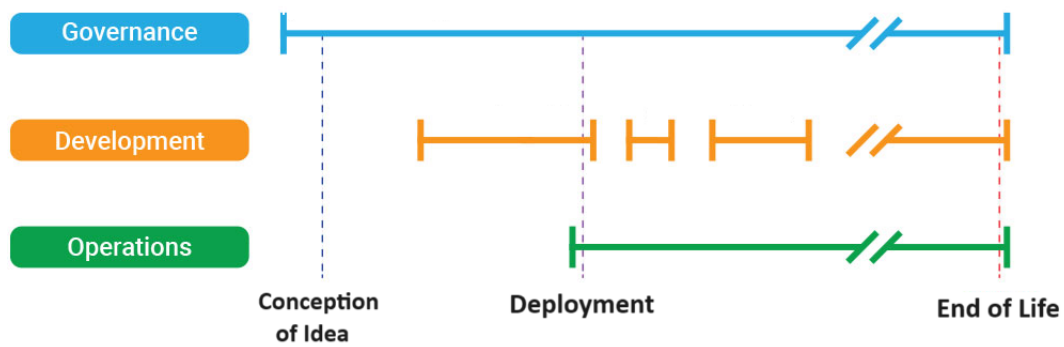 Governance
Development
Operations
Conception
of Idea
Deployment
End of Life